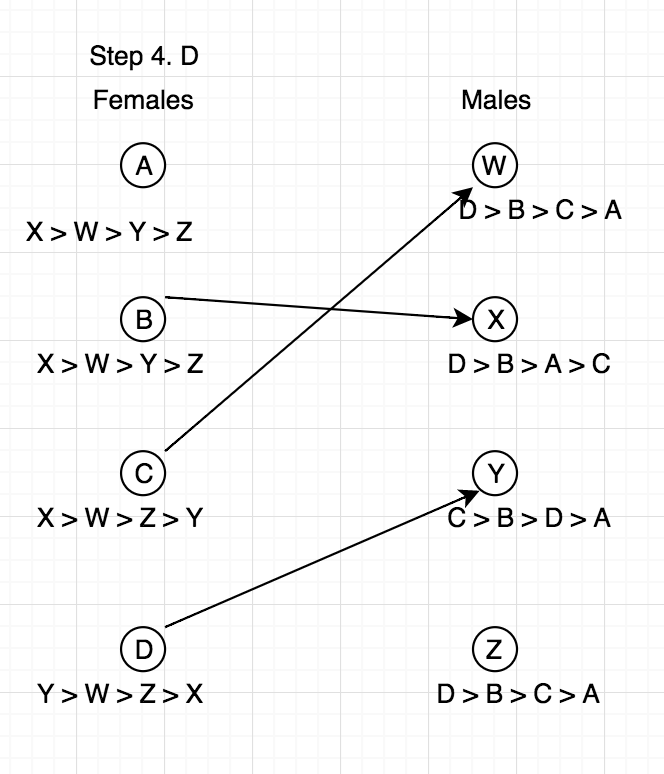 Step 4. D
Females
Males
A
W
X > W > Y > Z
D > B > C > A
B
X
X > W > Y > Z
D > B > A > C
C
Y
X > W > Z > Y
C > B > D > A
D
Z
Y > W > Z > X
D > B > C > A